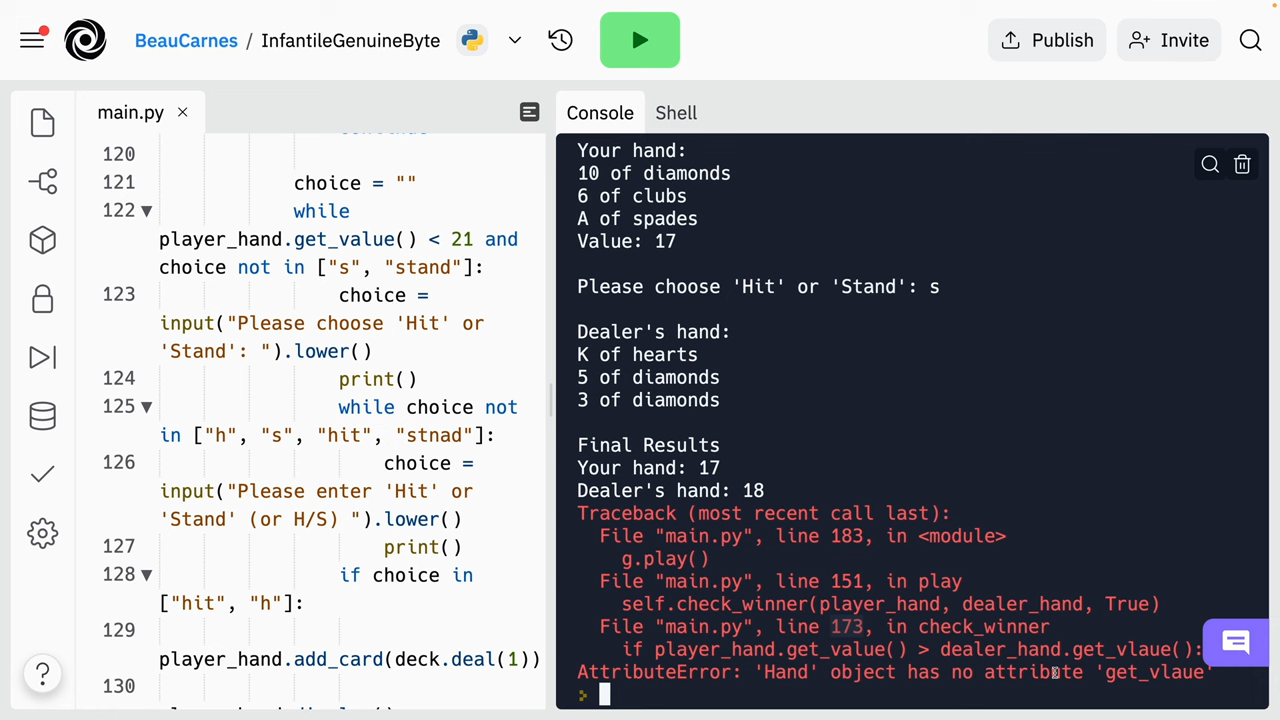 BeauCarnes / InfantileGenuineByte
Publish
Invite
main.py
Console
Shell
120
121 choice = ""
122 while
player_hand.get_value() < 21 and
choice not in ["s", "stand"]:
123 choice =
input("Please choose 'Hit' or
'Stand': ").lower()
124 print()
125 while choice not
in ["h", "s", "hit", "stnad"]:
126 choice =
input("Please enter 'Hit' or
'Stand' (or H/S) ").lower()
127 print()
128 if choice in
["hit", "h"]:
129
player_hand.add_card(deck.deal(1))
130
Your hand:
10 of diamonds
6 of clubs
A of spades
Value: 17
Please choose 'Hit' or 'Stand': s
Dealer's hand:
K of hearts
5 of diamonds
3 of diamonds
Final Results
Your hand: 17
Dealer's hand: 18
Traceback (most recent call last):
File "main.py", line 183, in <module>
g.play()
File "main.py", line 151, in play
self.check_winner(player_hand, dealer_hand, True)
File "main.py", line 173, in check_winner
if player_hand.get_value() > dealer_hand.get_vlaue():
AttributeError: 'Hand' object has no attribute 'get_vlaue'